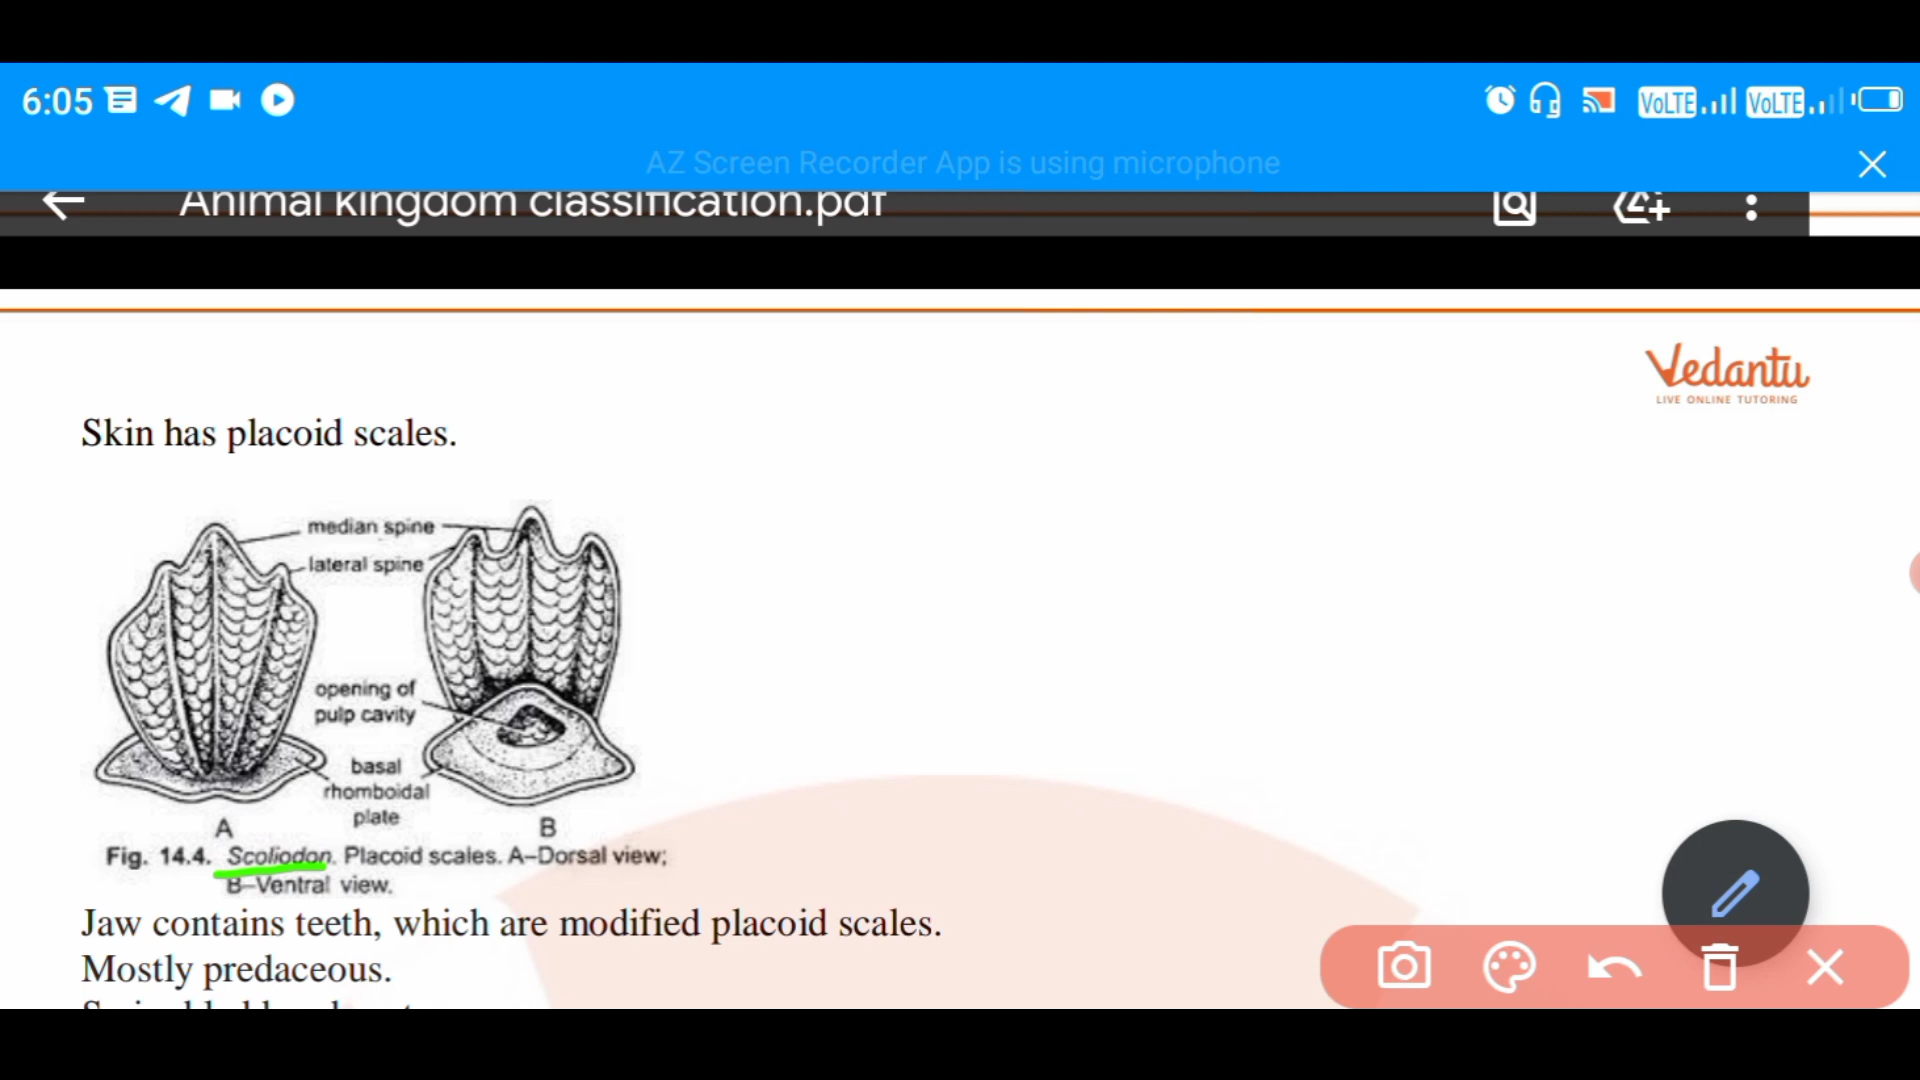 6:05
VoLTE VoLTE
AZ Screen Recorder App is using microphone
Animal kingdom classification.pdf
Vedantu
LIVE ONLINE TUTORING
Skin has placoid scales.
median spine
lateral spine
opening of
pulp cavity
basal
rhomboidal
plate
A B
Fig. 14.4. Scoliodon. Placoid scales. A–Dorsal view;
B–Ventral view.
Jaw contains teeth, which are modified placoid scales.
Mostly predaceous.